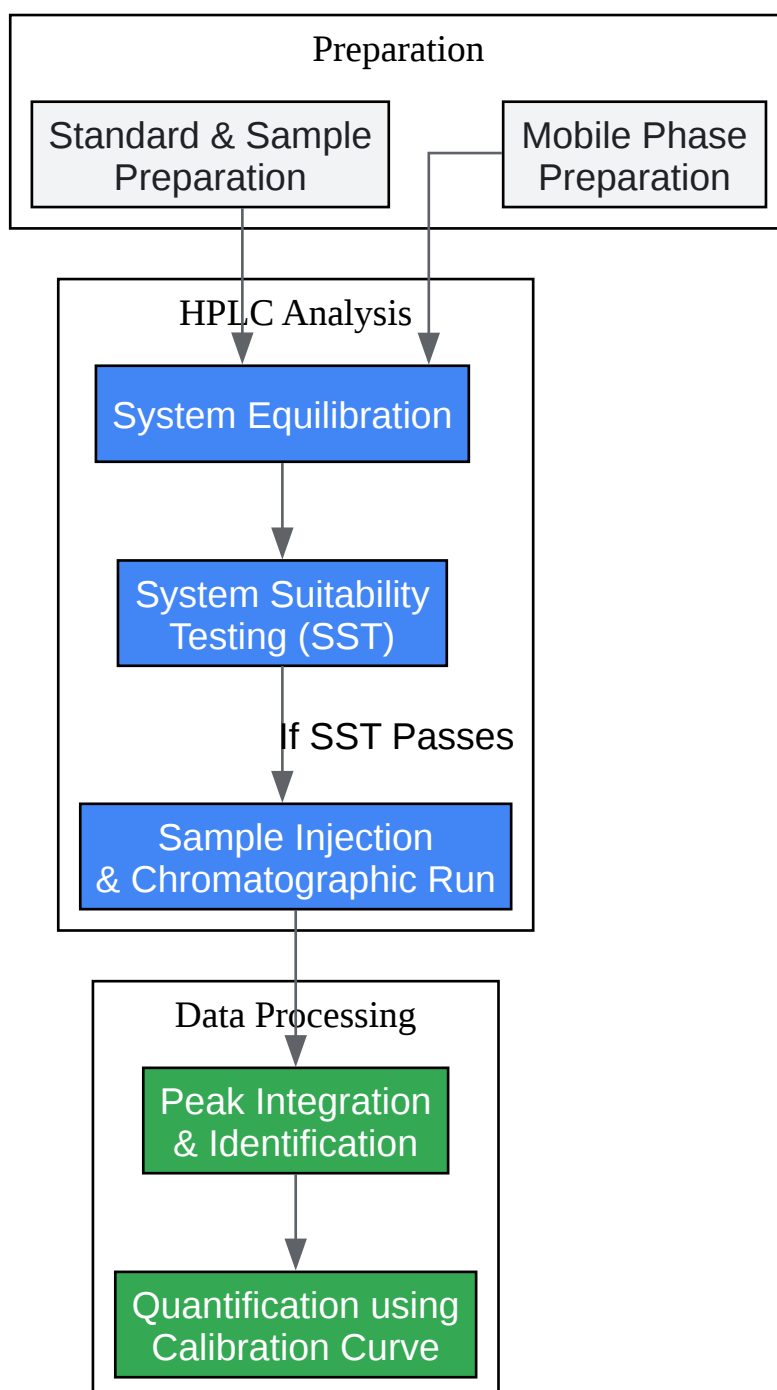 Preparation
Standard & Sample
Preparation
Mobile Phase
Preparation
HPLC Analysis
System Equilibration
System Suitability
Testing (SST)
If SST Passes
Sample Injection
& Chromatographic Run
Data Processing
Peak Integration
& Identification
Quantification using
Calibration Curve